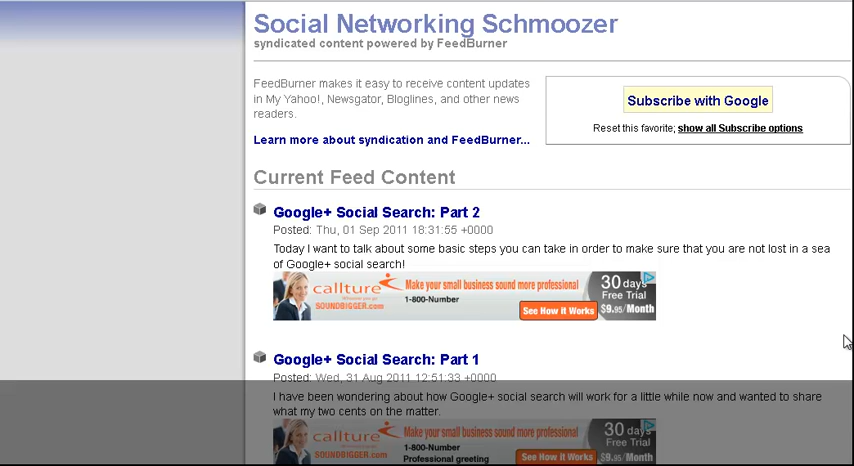 Social Networking Schmoozer
syndicated content powered by FeedBurner
FeedBurner makes it easy to receive content updates
in My Yahoo!, Newsgator, Bloglines, and other news
readers.
Learn more about syndication and FeedBurner...
Subscribe with Google
Reset this favorite; show all Subscribe options
Current Feed Content
Google+ Social Search: Part 2
Posted: Thu, 01 Sep 2011 18:31:55 +0000
Today I want to talk about some basic steps you can take in order to make sure that you are not lost in a sea
of Google+ social search!
callture
SOUNDBIGGER.com
Make your small business sound more professional
1-800-Number
See How it Works
30 days
Free Trial
$9.95/Month
Google+ Social Search: Part 1
Posted: Wed, 31 Aug 2011 12:51:33 +0000
I have been wondering about how Google+ social search will work for a little while now and wanted to share
what my two cents on the matter.
callture
SOUNDBIGGER.com
Make your small business sound more professional
1-800-Number
Professional greeting
See How it Works
30 days
Free Trial
$9.95/Month